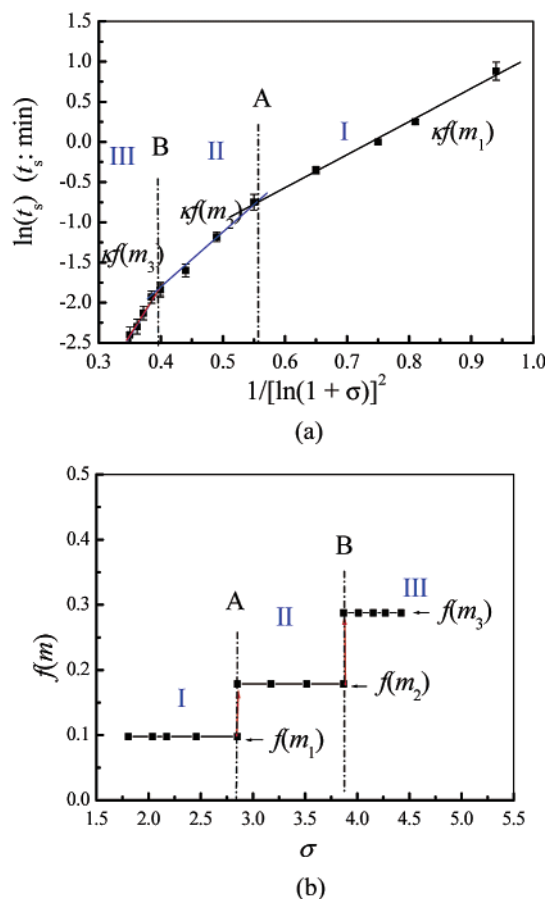 1.5
1.0
0.5
0.0
-0.5
-1.0
-1.5
-2.0
-2.5
ln(tₛ) (tₛ: min)
III B II A I
κf(m₁)
κf(m₂)
κf(m₃)
0.3 0.4 0.5 0.6 0.7 0.8 0.9 1.0
1/[ln(1 + σ)]²
(a)
0.5
0.4
0.3
0.2
0.1
0.0
f(m)
A B
I II III
f(m₃)
f(m₂)
f(m₁)
1.5 2.0 2.5 3.0 3.5 4.0 4.5 5.0 5.5
σ
(b)